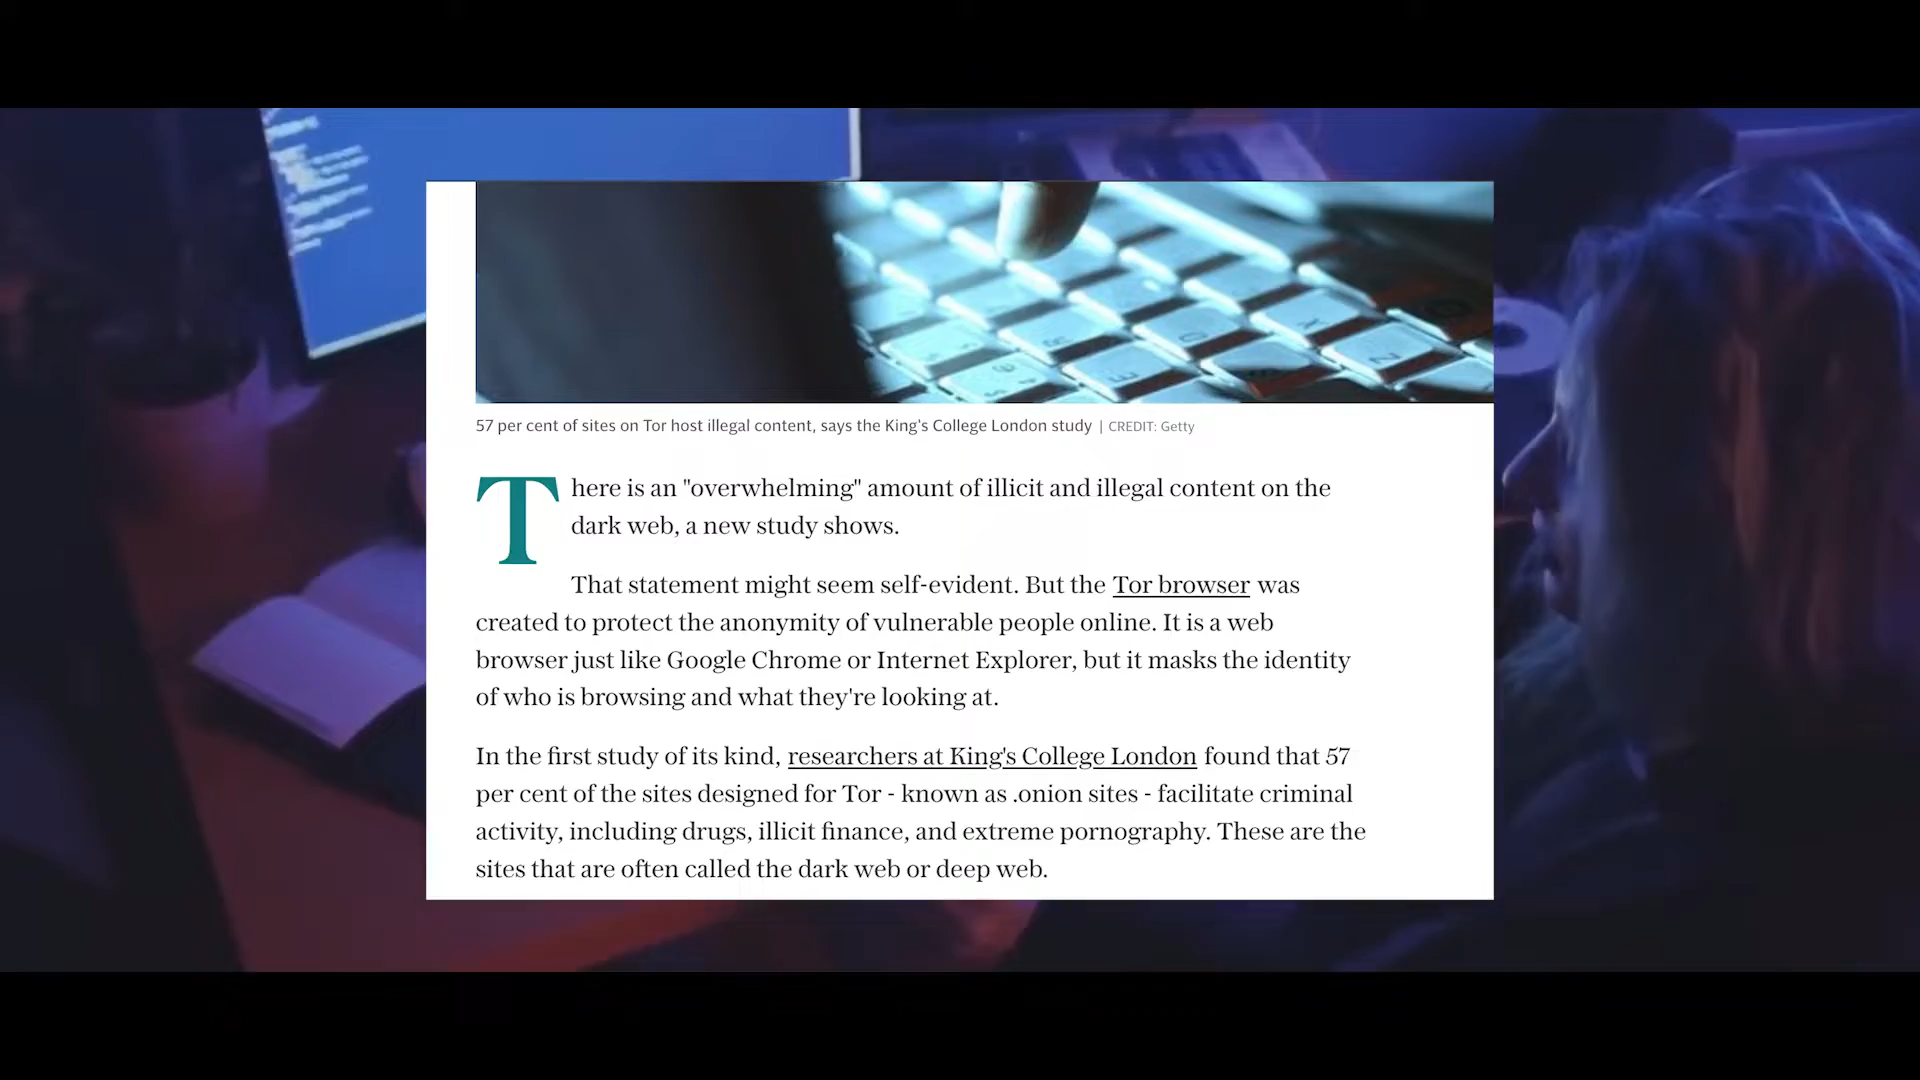 57 per cent of sites on Tor host illegal content, says the King's College London study | CREDIT: Getty
There is an "overwhelming" amount of illicit and illegal content on the
dark web, a new study shows.
That statement might seem self-evident. But the Tor browser was
created to protect the anonymity of vulnerable people online. It is a web
browser just like Google Chrome or Internet Explorer, but it masks the identity
of who is browsing and what they're looking at.
In the first study of its kind, researchers at King's College London found that 57
per cent of the sites designed for Tor - known as .onion sites - facilitate criminal
activity, including drugs, illicit finance, and extreme pornography. These are the
sites that are often called the dark web or deep web.